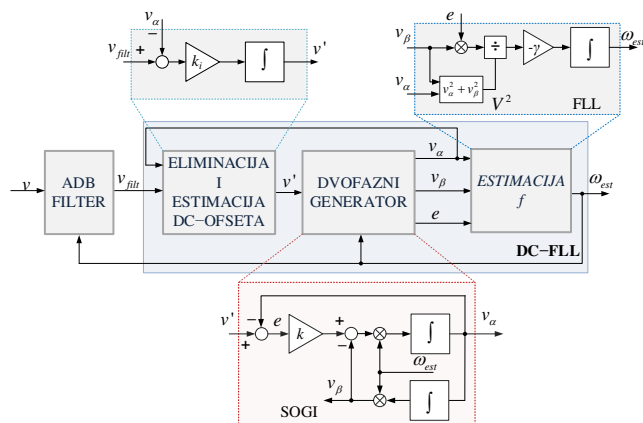 v_α
−
v_filt
+
k_i
∫
v'
e
v_β
÷
-γ
∫
ω_est
v_α
v_α^2+v_β^2
V^2
FLL
v
ADB
FILTER
v_filt
ELIMINACIJA
I
ESTIMACIJA
DC-OFSETA
v'
DVOFAZNI
GENERATOR
v_α
v_β
e
ESTIMACIJA
f
ω_est
DC−FLL
v'
−
+
e
k
+
−
∫
v_α
ω_est
v_β
∫
SOGI